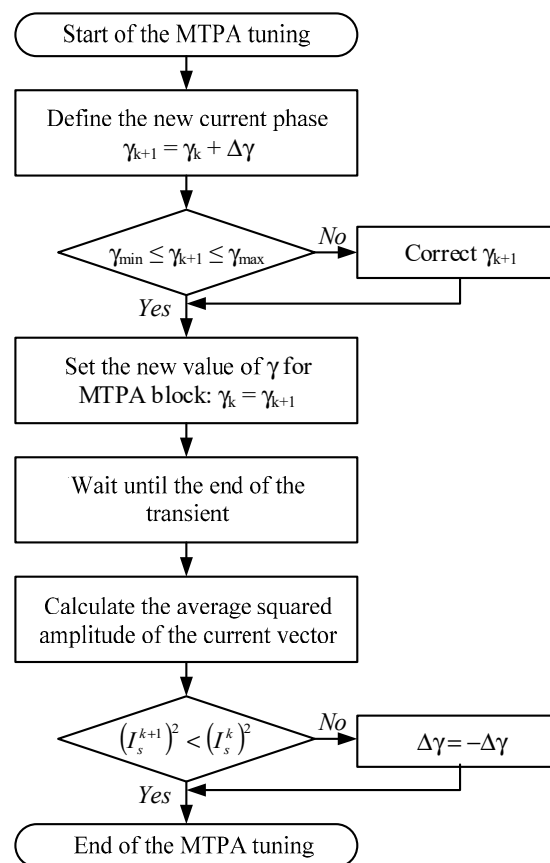 Start of the MTPA tuning
Define the new current phase
γₖ₊₁ = γₖ + Δγ
γmin ≤ γₖ₊₁ ≤ γmax
No
Correct γₖ₊₁
Yes
Set the new value of γ for
MTPA block: γₖ = γₖ₊₁
Wait until the end of the
transient
Calculate the average squared
amplitude of the current vector
(Iₛᵏ⁺¹)² < (Iₛᵏ)²
No
Δγ = −Δγ
Yes
End of the MTPA tuning